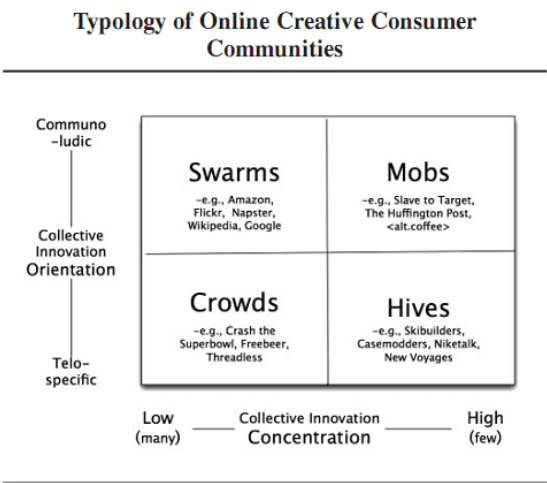 Typology of Online Creative Consumer
Communities
Communo
-ludic
Collective
Innovation
Orientation
Telo-
specific
Swarms
–e.g., Amazon,
Flickr, Napster,
Wikipedia, Google
Mobs
–e.g., Slave to Target,
The Huffington Post,
<alt.coffee>
Crowds
–e.g., Crash the
Superbowl, Freebeer,
Threadless
Hives
–e.g., Skibuilders,
Casemodders, Niketalk,
New Voyages
Low
(many)
Collective Innovation
Concentration
High
(few)